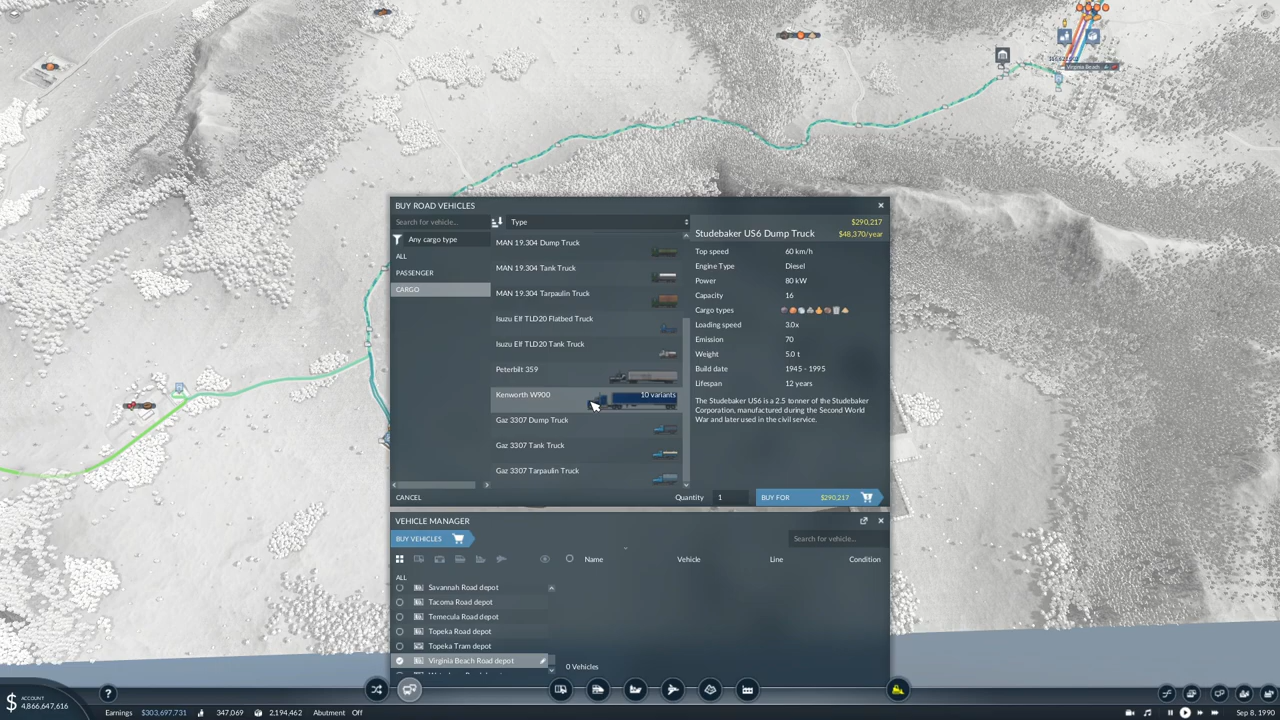 Virginia Beach
BUY ROAD VEHICLES
Search for vehicle...
Type
$290,217
Any cargo type
Studebaker US6 Dump Truck
$48,370/year
ALL
PASSENGER
CARGO
MAN 19.304 Dump Truck
MAN 19.304 Tank Truck
MAN 19.304 Tarpaulin Truck
Isuzu Elf TLD20 Flatbed Truck
Isuzu Elf TLD20 Tank Truck
Peterbilt 359
Kenworth W900
10 variants
Gaz 3307 Dump Truck
Gaz 3307 Tank Truck
Gaz 3307 Tarpaulin Truck
Top speed 60 km/h
Engine Type Diesel
Power 80 kW
Capacity 16
Cargo types
Loading speed 3.0x
Emission 70
Weight 5.0 t
Build date 1945 - 1995
Lifespan 12 years
The Studebaker US6 is a 2.5 tonner of the Studebaker
Corporation, manufactured during the Second World
War and later used in the civil service.
CANCEL
Quantity 1
BUY FOR $290,217
VEHICLE MANAGER
BUY VEHICLES
Search for vehicle...
Name Vehicle Line Condition
ALL
Savannah Road depot
Tacoma Road depot
Temecula Road depot
Topeka Road depot
Topeka Tram depot
Virginia Beach Road depot
0 Vehicles
$ ACCOUNT
4,866,647,616
?
Earnings $303,697,731 347,069 2,194,462 Abutment Off
Sep 8, 1990